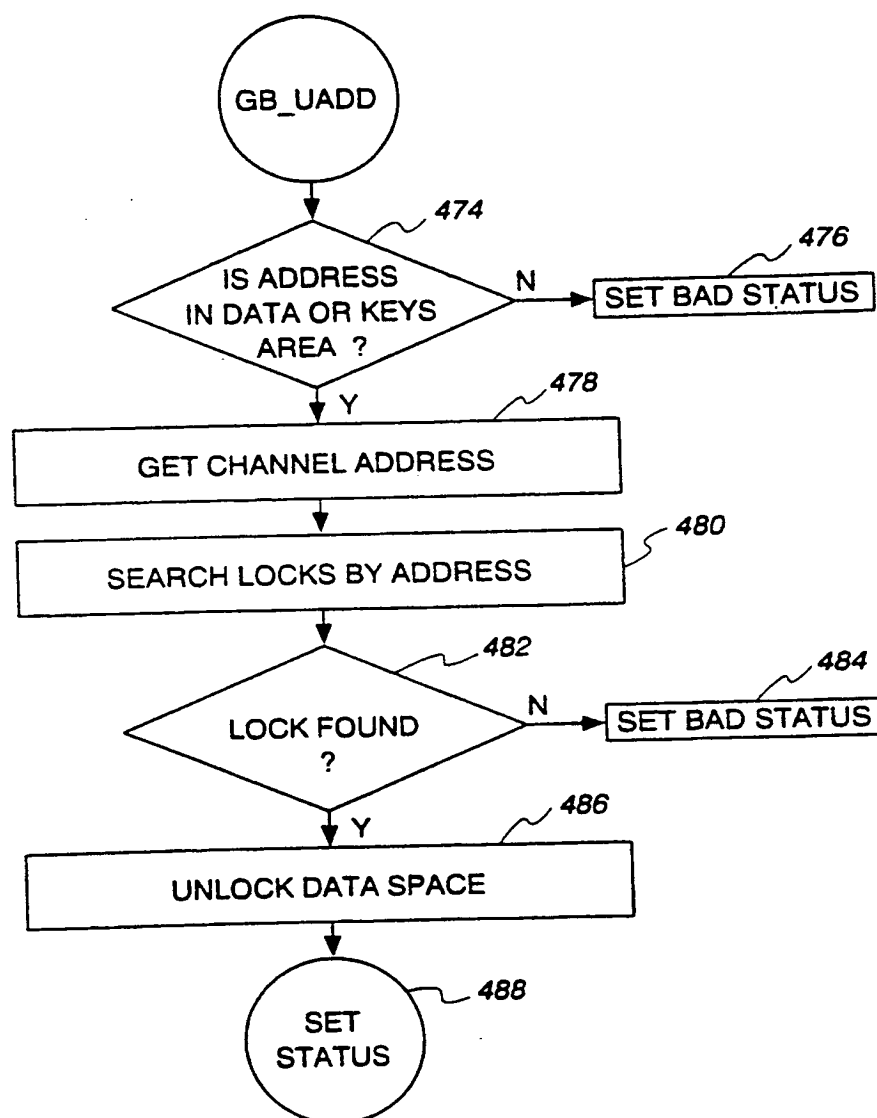 GB_UADD
474
IS ADDRESS
IN DATA OR KEYS
AREA ?
N
476
SET BAD STATUS
Y
478
GET CHANNEL ADDRESS
480
SEARCH LOCKS BY ADDRESS
482
LOCK FOUND
?
N
484
SET BAD STATUS
Y
486
UNLOCK DATA SPACE
488
SET
STATUS